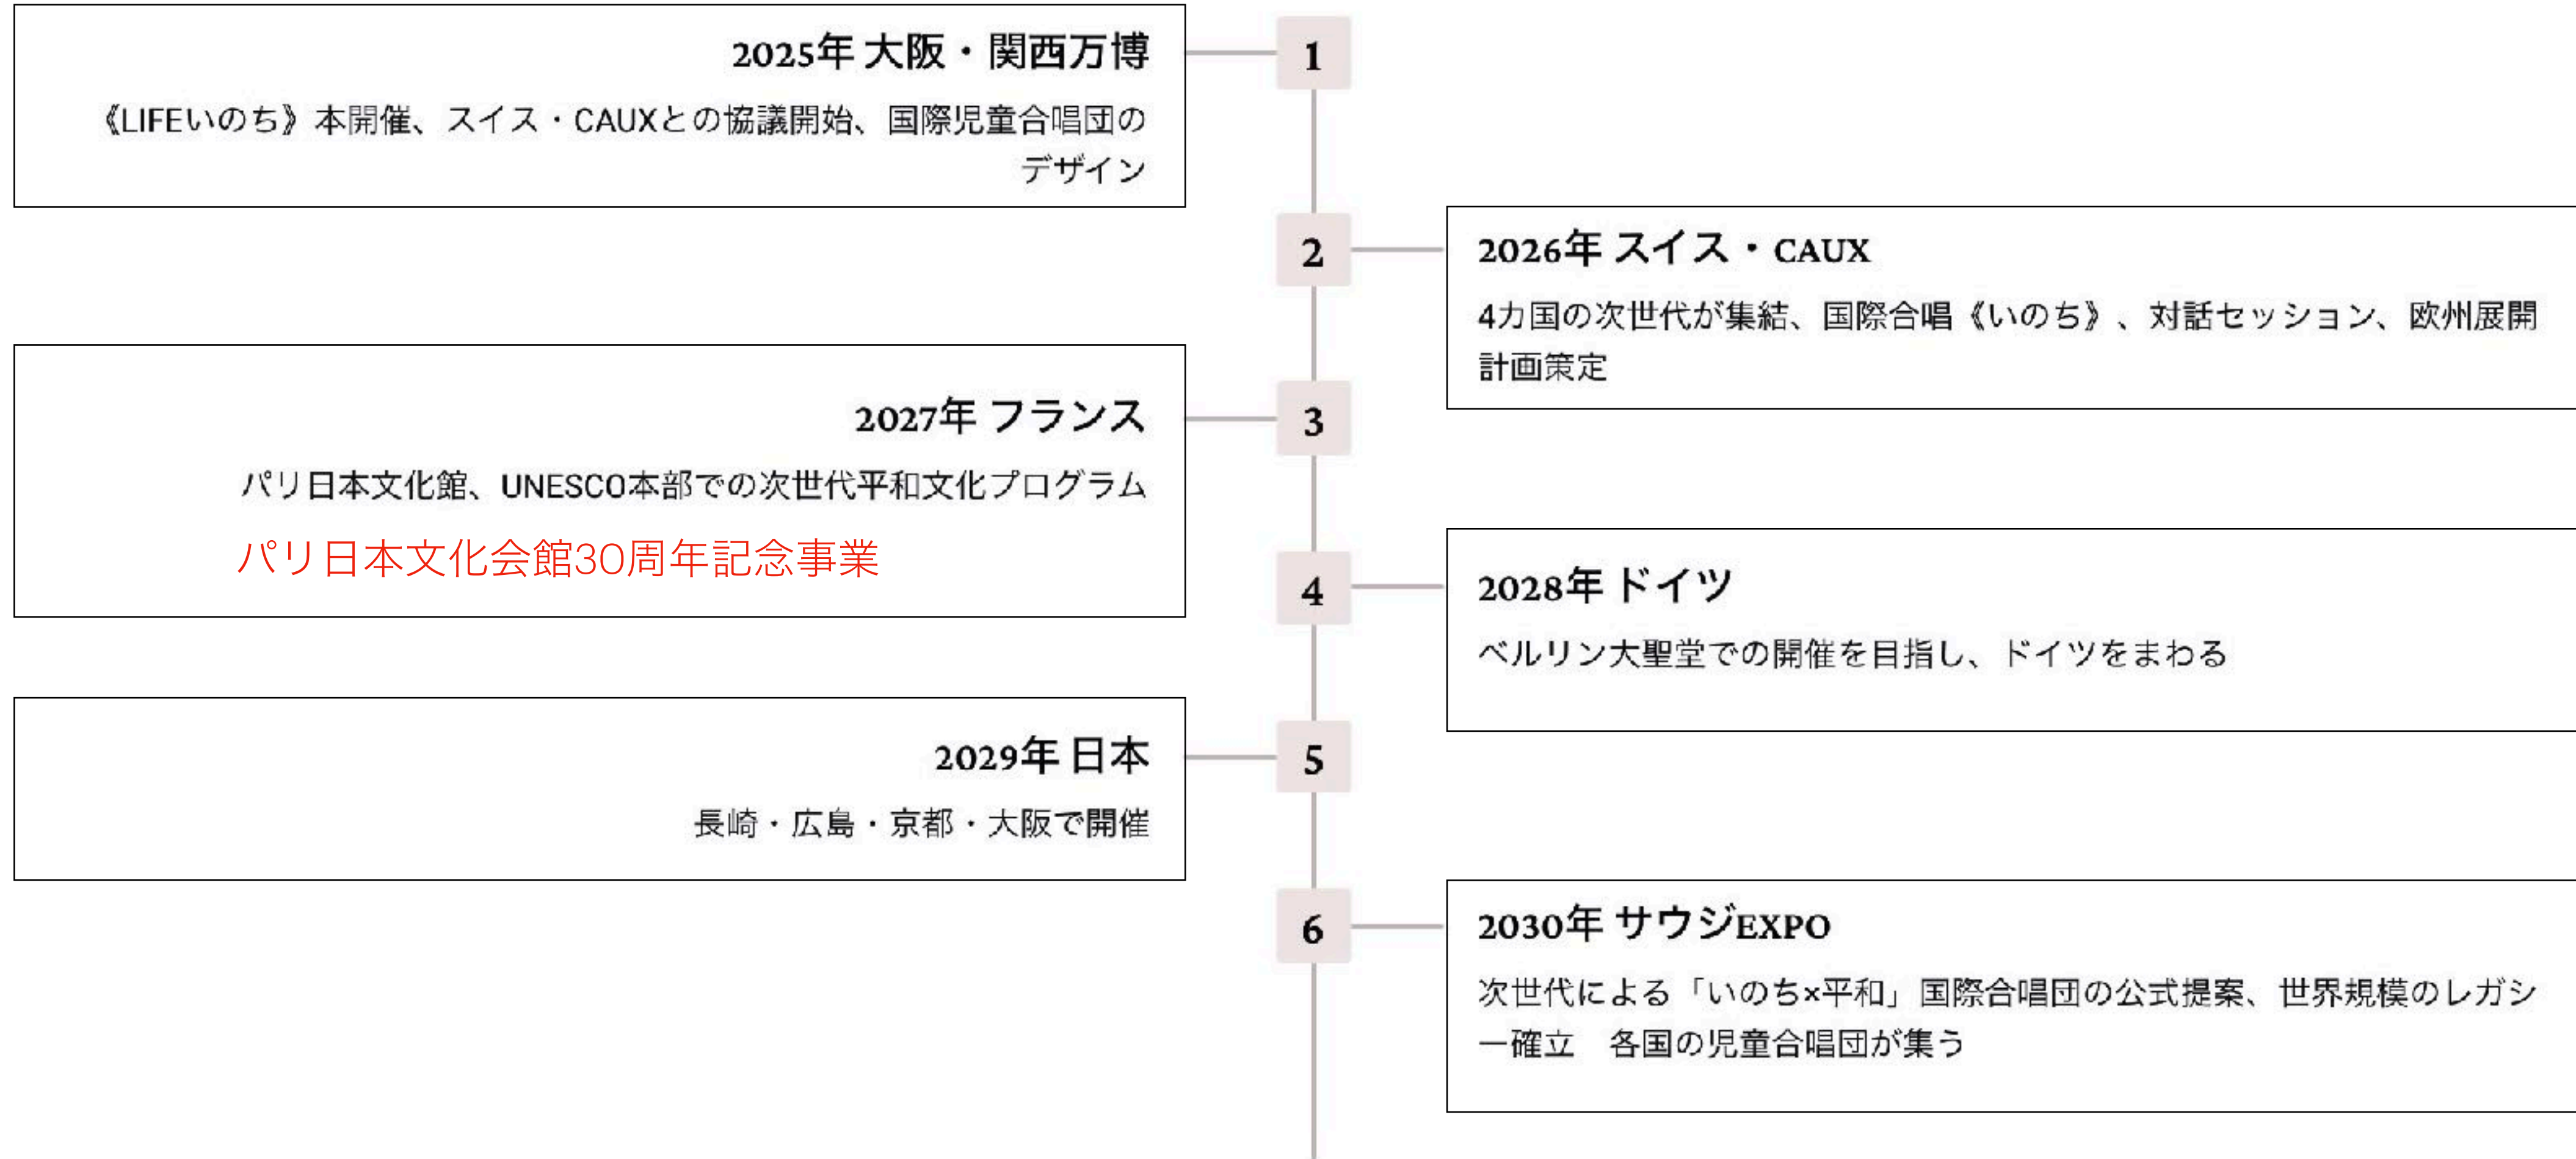 2025年 大阪・関西万博
《LIFEいのち》本開催、スイス・CAUXとの協議開始、国際児童合唱団の
デザイン
1
2
2026年 スイス・CAUX
4カ国の次世代が集結、国際合唱《いのち》、対話セッション、欧州展開
計画策定
2027年 フランス
パリ日本文化館、UNESCO本部での次世代平和文化プログラム
パリ日本文化会館30周年記念事業
3
4
2028年 ドイツ
ベルリン大聖堂での開催を目指し、ドイツをまわる
2029年 日本
長崎・広島・京都・大阪で開催
5
6
2030年 サウジEXPO
次世代による「いのち×平和」国際合唱団の公式提案、世界規模のレガシ
ー確立　各国の児童合唱団が集う